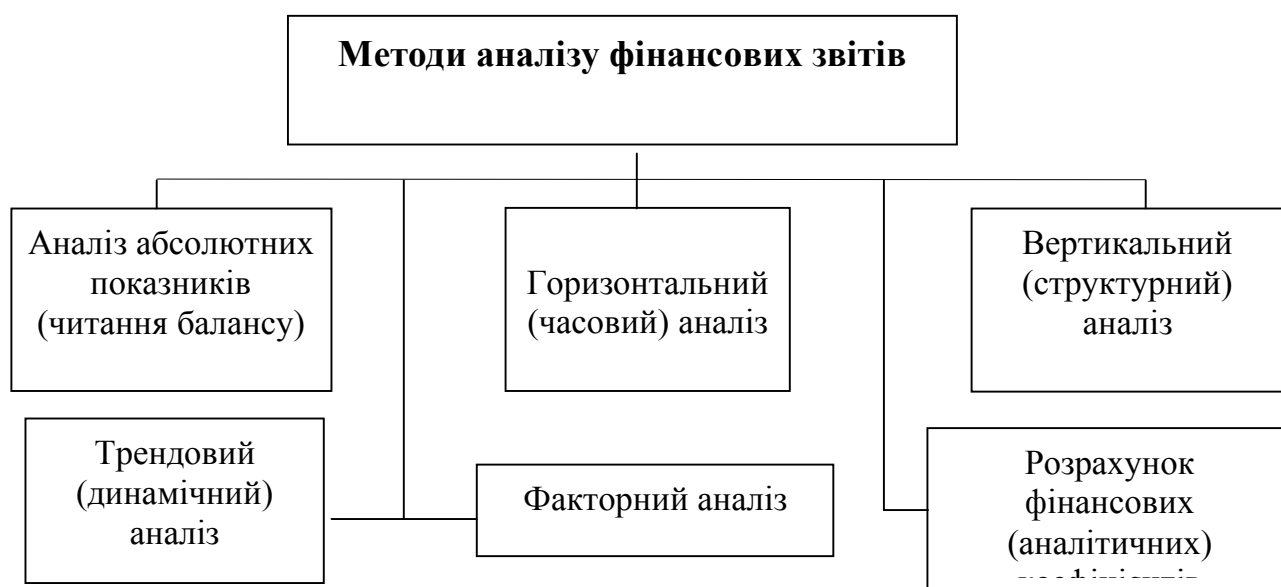 Методи аналізу фінансових звітів
Аналіз абсолютних
показників
(читання балансу)
Горизонтальний
(часовий) аналіз
Вертикальний
(структурний)
аналіз
Трендовий
(динамічний)
аналіз
Факторний аналіз
Розрахунок
фінансових
(аналітичних)